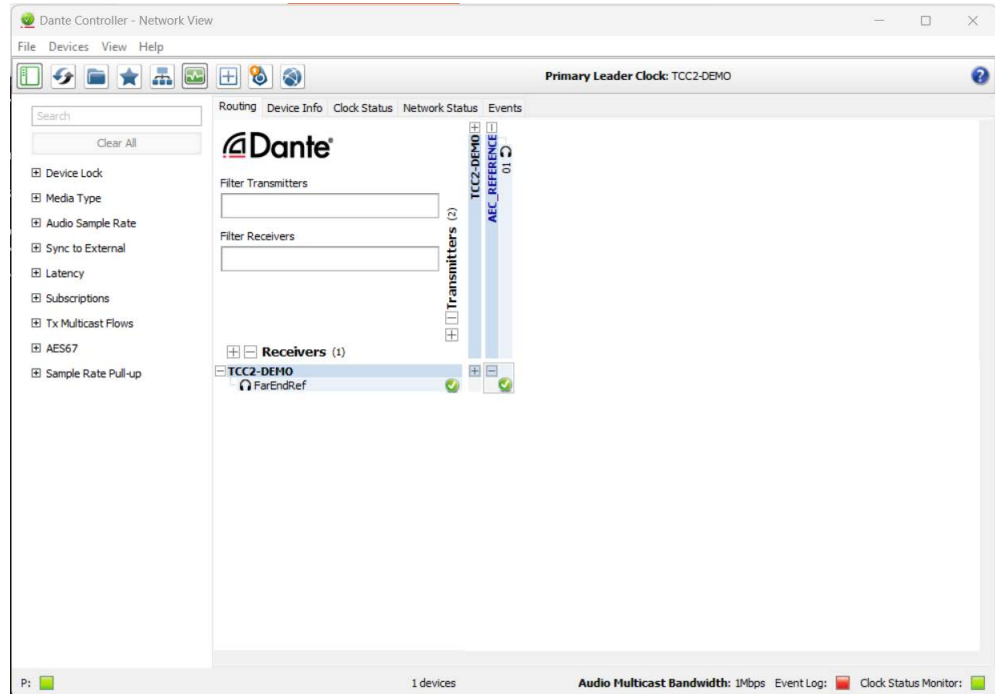 Dante Controller - Network View
File Devices View Help
Primary Leader Clock: TCC2-DEMO
Search
Clear All
Device Lock
Media Type
Audio Sample Rate
Sync to External
Latency
Subscriptions
Tx Multicast Flows
AES67
Sample Rate Pull-up
Routing Device Info Clock Status Network Status Events
Dante
Filter Transmitters
Filter Receivers
Transmitters (2)
TCC2-DEMO
AEC_REFERENCE
01
Receivers (1)
TCC2-DEMO
FarEndRef
P:
1 devices
Audio Multicast Bandwidth: 1Mbps Event Log: Clock Status Monitor: